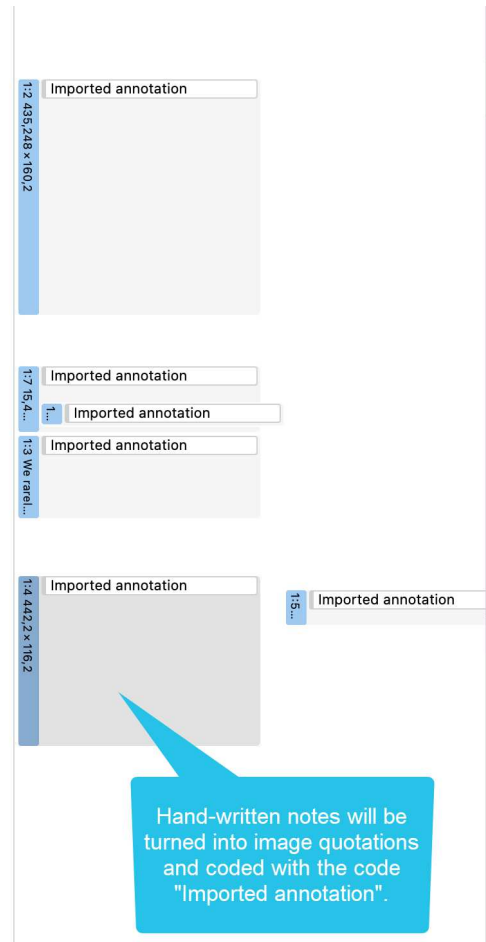 1:2 435,248 × 160,2
Imported annotation
1:7 15,4...
Imported annotation
1...
Imported annotation
1:3 We rarel...
Imported annotation
1:4 442,2 × 116,2
Imported annotation
1:5...
Imported annotation
Hand-written notes will be
turned into image quotations
and coded with the code
"Imported annotation".